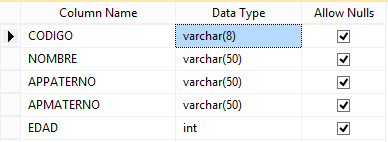 Column Name Data Type Allow Nulls
CODIGO varchar(8)
NOMBRE varchar(50)
APPATERNO varchar(50)
APMATERNO varchar(50)
EDAD int